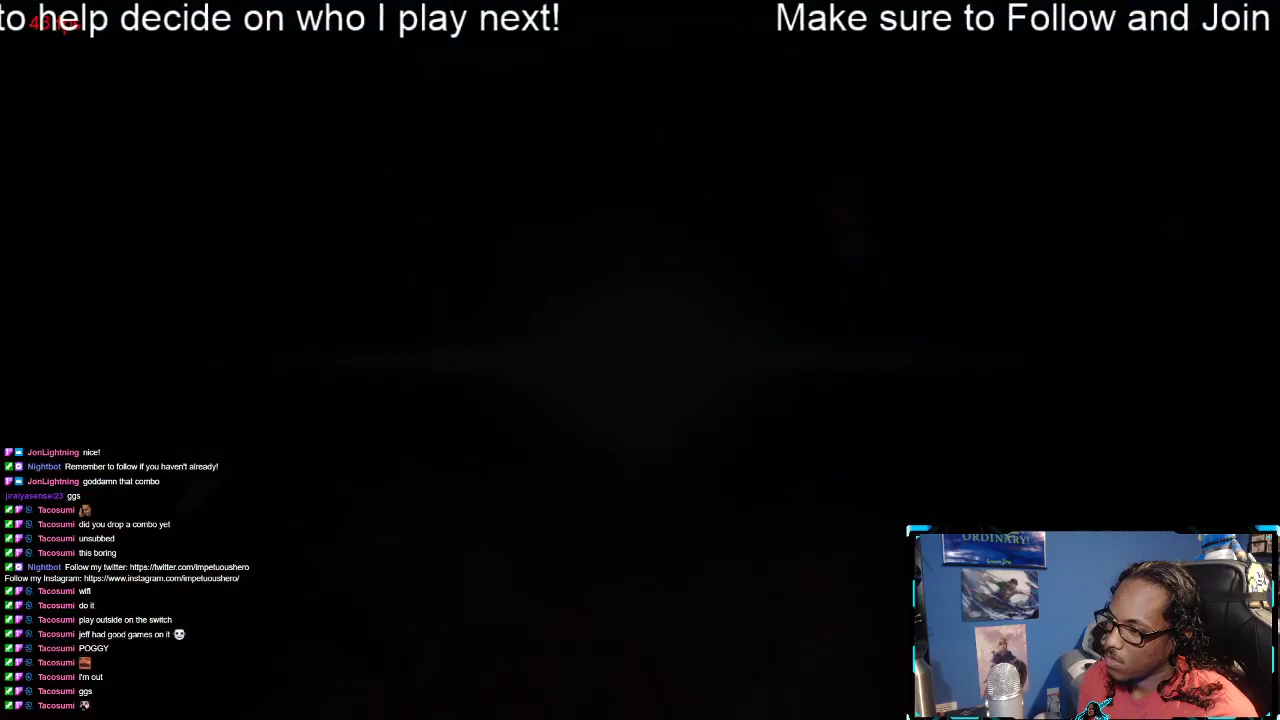 to help decide on who I play next! Make sure to Follow and Join
JonLightning nice!
Nightbot Remember to follow if you haven't already!
JonLightning goddamn that combo
jiraiyasensei23 ggs
Tacosumi
Tacosumi did you drop a combo yet
Tacosumi unsubbed
Tacosumi this boring
Nightbot Follow my twitter: https://twitter.com/impetuoushero
Follow my Instagram: https://www.instagram.com/impetuoushero/
Tacosumi wifi
Tacosumi do it
Tacosumi play outside on the switch
Tacosumi jeff had good games on it
Tacosumi POGGY
Tacosumi
Tacosumi I'm out
Tacosumi ggs
Tacosumi
ORDINARY!